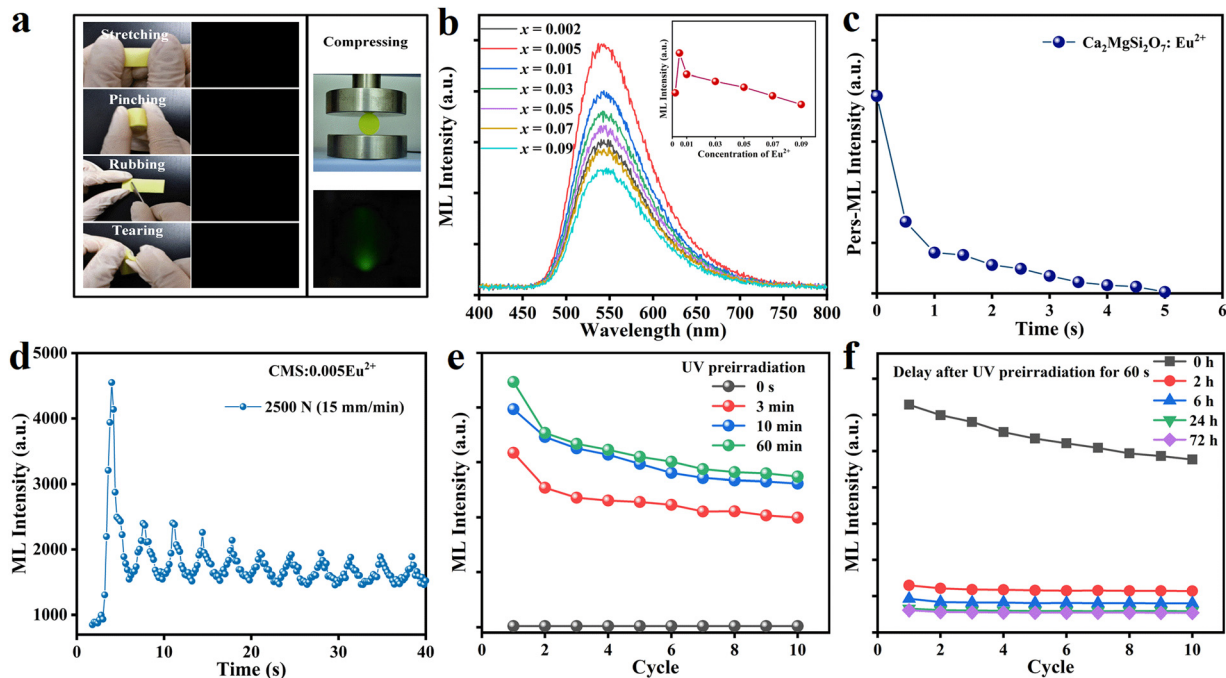 a
Stretching
Pinching
Rubbing
Tearing
Compressing
b
ML Intensity (a.u.)
x = 0.002
x = 0.005
x = 0.01
x = 0.03
x = 0.05
x = 0.07
x = 0.09
400 450 500 550 600 650 700 750 800
Wavelength (nm)
ML Intensity (a.u.)
0.01 0.03 0.05 0.07 0.09
Concentration of Eu²⁺
c
Pers-ML Intensity (a.u.)
Ca₂MgSi₂O₇: Eu²⁺
0 1 2 3 4 5 6
Time (s)
d
ML Intensity (a.u.)
5000
4000
3000
2000
1000
CMS:0.005Eu²⁺
2500 N (15 mm/min)
0 5 10 15 20 25 30 35 40
Time (s)
e
ML Intensity (a.u.)
UV preirradiation
0 s
3 min
10 min
60 min
0 2 4 6 8 10
Cycle
f
ML Intensity (a.u.)
Delay after UV preirradiation for 60 s
0 h
2 h
6 h
24 h
72 h
0 2 4 6 8 10
Cycle